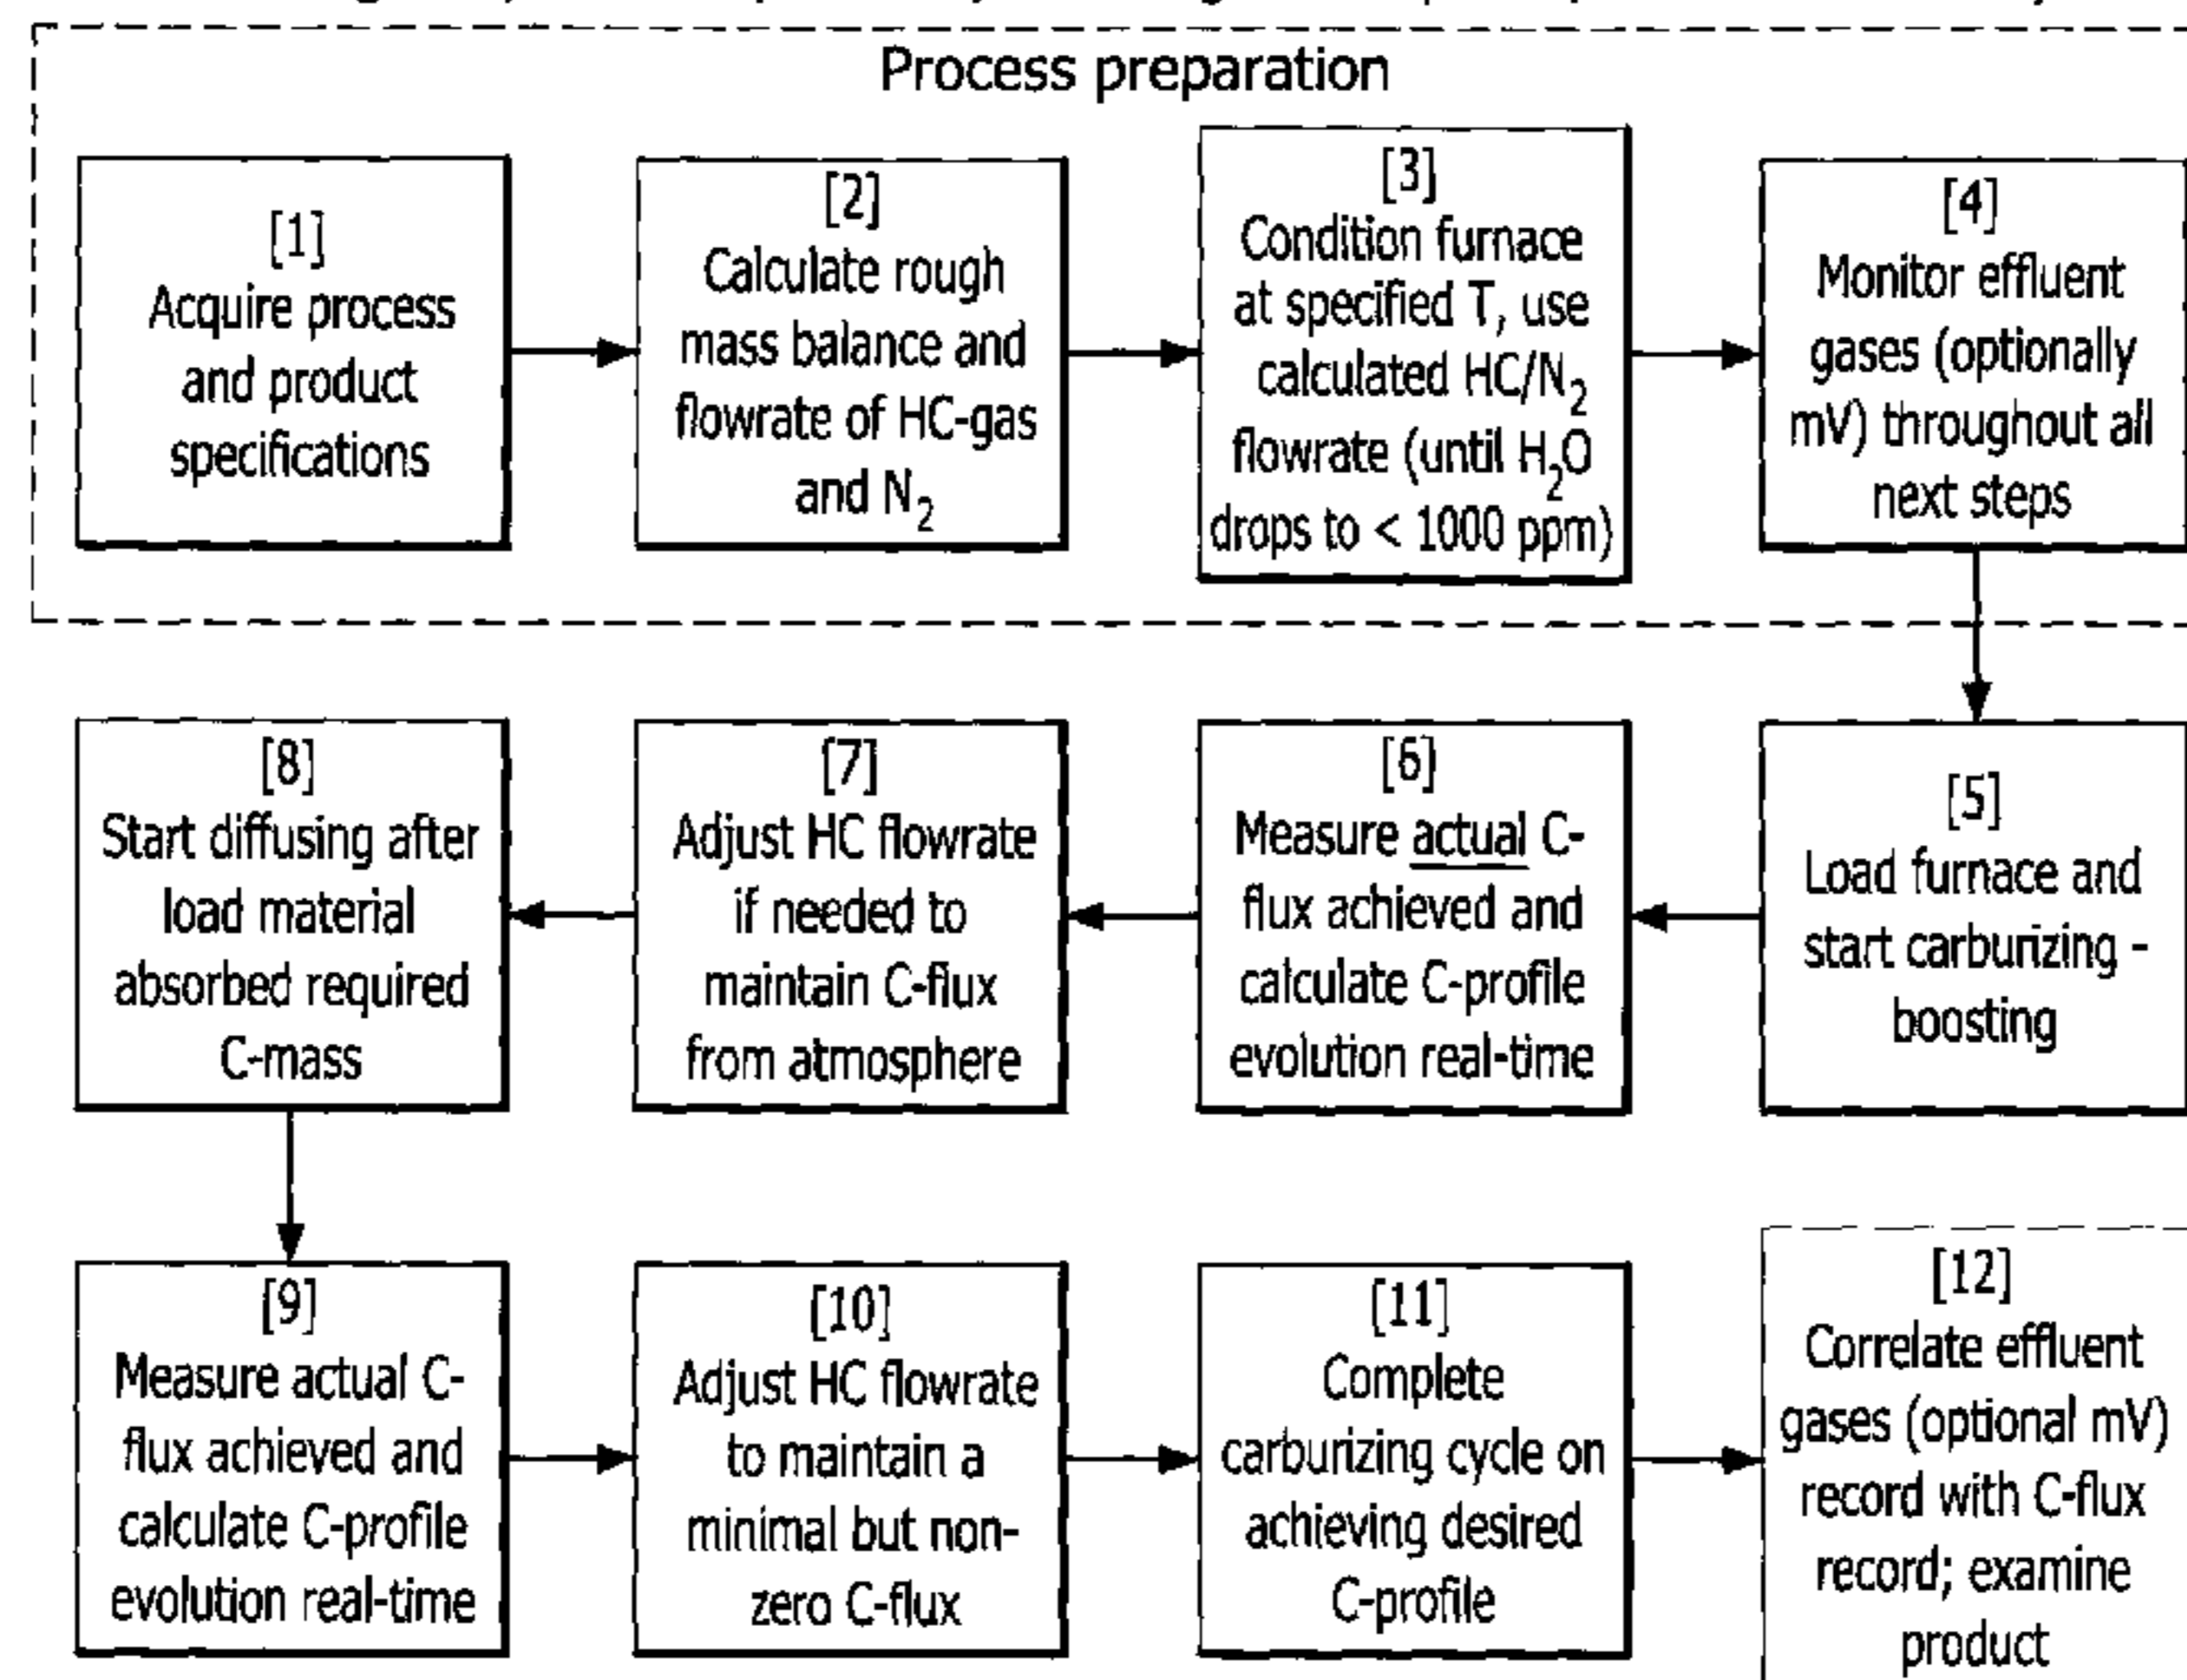 Process preparation
[1]
Acquire process
and product
specifications
[2]
Calculate rough
mass balance and
flowrate of HC-gas
and N2
[3]
Condition furnace
at specified T, use
calculated HC/N2
flowrate (until H2O
drops to < 1000 ppm)
[4]
Monitor effluent
gases (optionally
mV) throughout all
next steps
[5]
Load furnace and
start carburizing -
boosting
[6]
Measure actual C-
flux achieved and
calculate C-profile
evolution real-time
[7]
Adjust HC flowrate
if needed to
maintain C-flux
from atmosphere
[8]
Start diffusing after
load material
absorbed required
C-mass
[9]
Measure actual C-
flux achieved and
calculate C-profile
evolution real-time
[10]
Adjust HC flowrate
to maintain a
minimal but non-
zero C-flux
[11]
Complete
carburizing cycle on
achieving desired
C-profile
[12]
Correlate effluent
gases (optional mV)
record with C-flux
record; examine
product